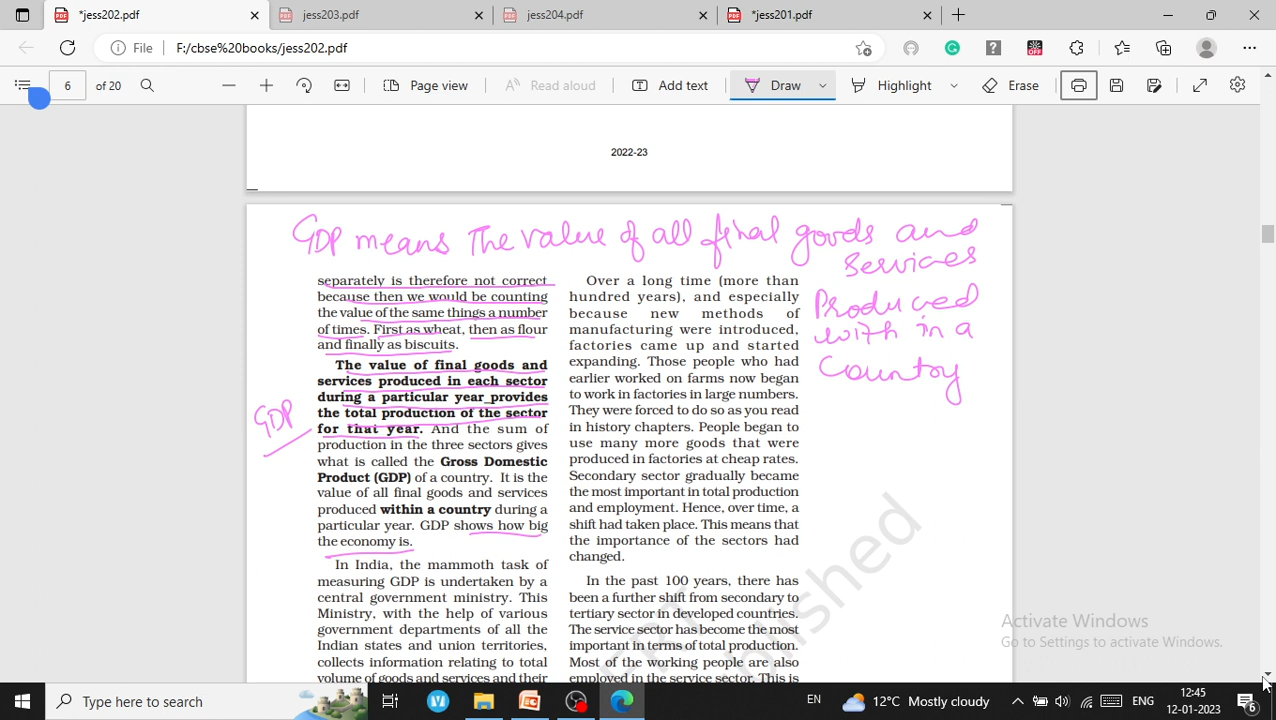 *jess202.pdf
jess203.pdf
jess204.pdf
*jess201.pdf
File
F:/cbse%20books/jess202.pdf
OFF
6 of 20
Page view
Read aloud
Add text
Draw
Highlight
Erase
2022-23
GDP means The value of all final goods and
Services
Produced
with in a
Country
GDP
separately is therefore not correct
because then we would be counting
the value of the same things a number
of times. First as wheat, then as flour
and finally as biscuits.
The value of final goods and
services produced in each sector
during a particular year provides
the total production of the sector
for that year. And the sum of
production in the three sectors gives
what is called the Gross Domestic
Product (GDP) of a country. It is the
value of all final goods and services
produced within a country during a
particular year. GDP shows how big
the economy is.
In India, the mammoth task of
measuring GDP is undertaken by a
central government ministry. This
Ministry, with the help of various
government departments of all the
Indian states and union territories,
collects information relating to total
volume of goods and services and their
Over a long time (more than
hundred years), and especially
because new methods of
manufacturing were introduced,
factories came up and started
expanding. Those people who had
earlier worked on farms now began
to work in factories in large numbers.
They were forced to do so as you read
in history chapters. People began to
use many more goods that were
produced in factories at cheap rates.
Secondary sector gradually became
the most important in total production
and employment. Hence, over time, a
shift had taken place. This means that
the importance of the sectors had
changed.
In the past 100 years, there has
been a further shift from secondary to
tertiary sector in developed countries.
The service sector has become the most
important in terms of total production.
Most of the working people are also
employed in the service sector. This is
Activate Windows
Go to Settings to activate Windows.
Type here to search
EN
12°C Mostly cloudy
ENG
12:45
12-01-2023
6